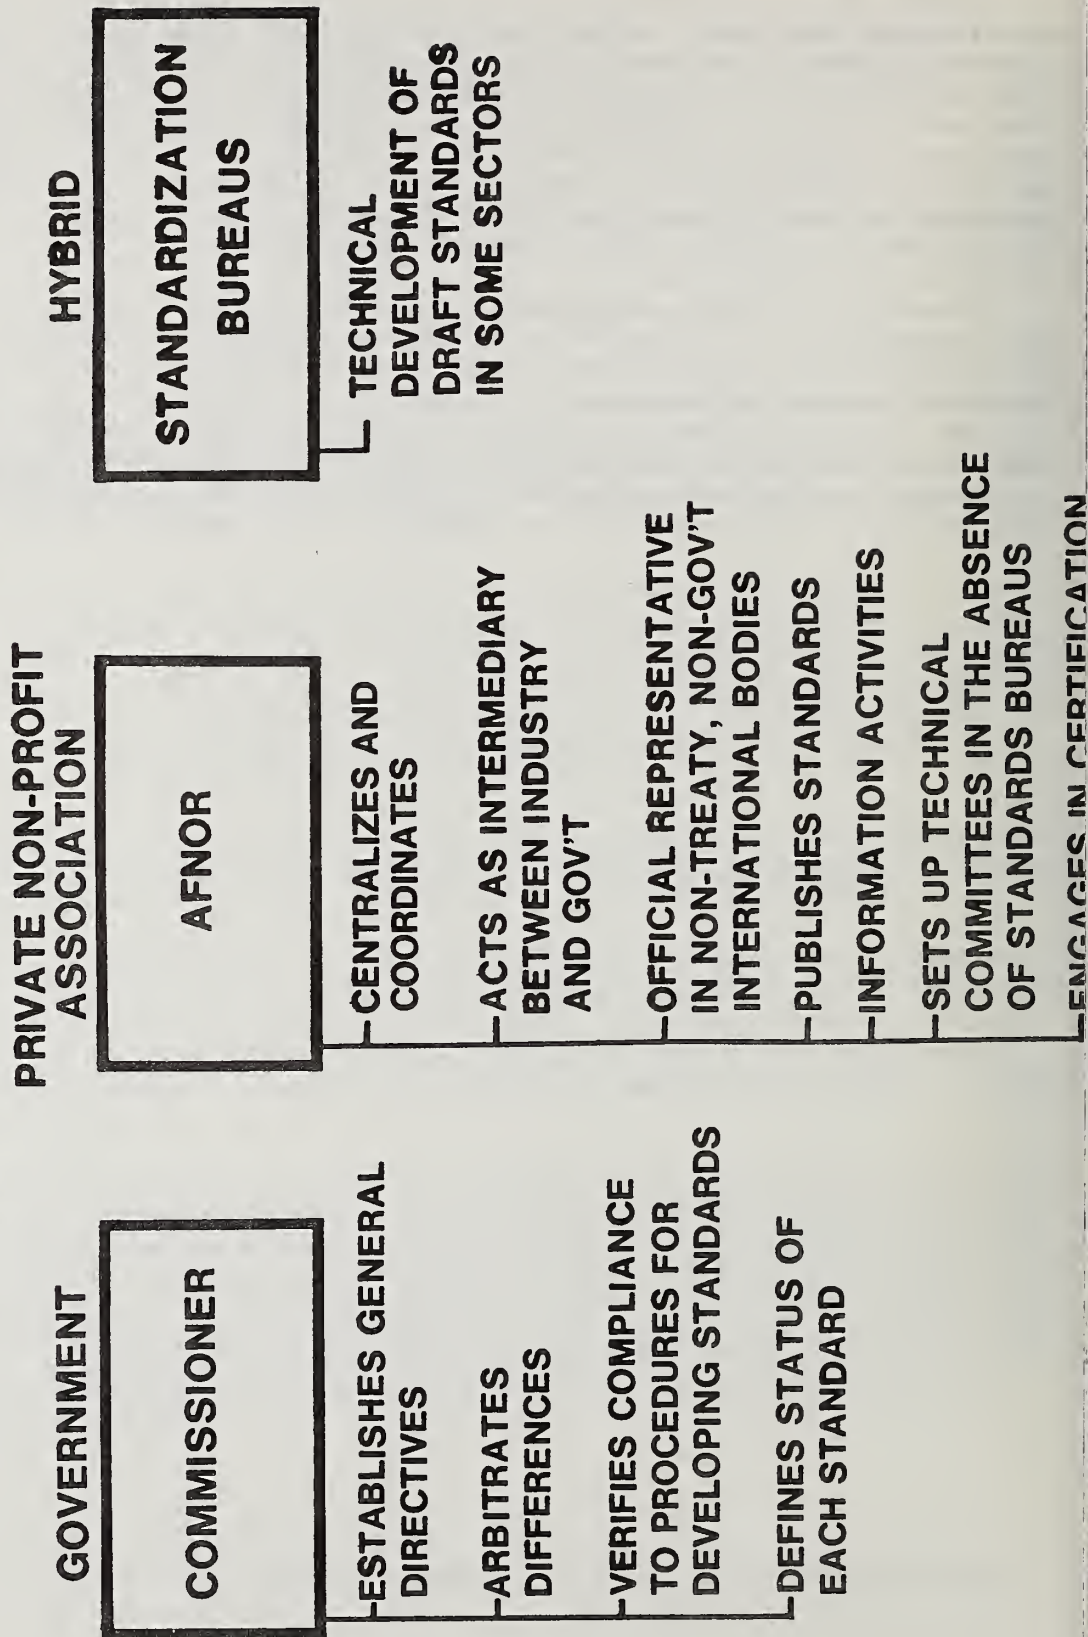 GOVERNMENT
COMMISSIONER
ESTABLISHES GENERAL
DIRECTIVES
ARBITRATES
DIFFERENCES
VERIFIES COMPLIANCE
TO PROCEDURES FOR
DEVELOPING STANDARDS
DEFINES STATUS OF
EACH STANDARD
PRIVATE NON-PROFIT
ASSOCIATION
AFNOR
CENTRALIZES AND
COORDINATES
ACTS AS INTERMEDIARY
BETWEEN INDUSTRY
AND GOV'T
OFFICIAL REPRESENTATIVE
IN NON-TREATY, NON-GOV'T
INTERNATIONAL BODIES
PUBLISHES STANDARDS
INFORMATION ACTIVITIES
SETS UP TECHNICAL
COMMITTEES IN THE ABSENCE
OF STANDARDS BUREAUS
ENGAGES IN CERTIFICATION
HYBRID
STANDARDIZATION
BUREAUS
TECHNICAL
DEVELOPMENT OF
DRAFT STANDARDS
IN SOME SECTORS